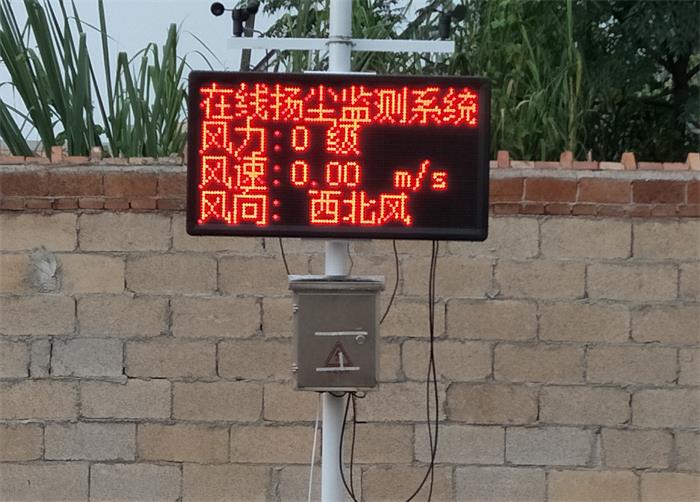 在线扬尘监测系统
风力:0 级
风速:0.00 m/s
风向: 西北风